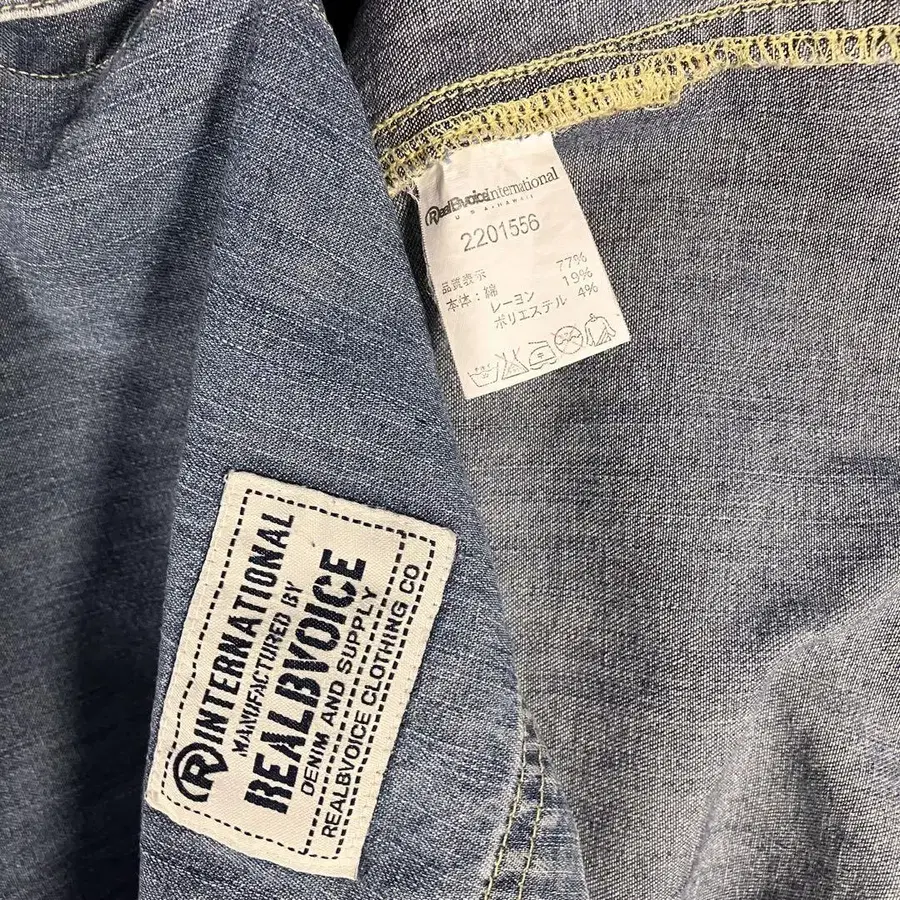 RealBvoiceInternational
USA・HAWAII
2201556
品質表示
本体：綿 77%
レーヨン 19%
ポリエステル 4%
R INTERNATIONAL
MANUFACTURED BY
REALBVOICE
DENIM AND SUPPLY
REALBVOICE CLOTHING CO